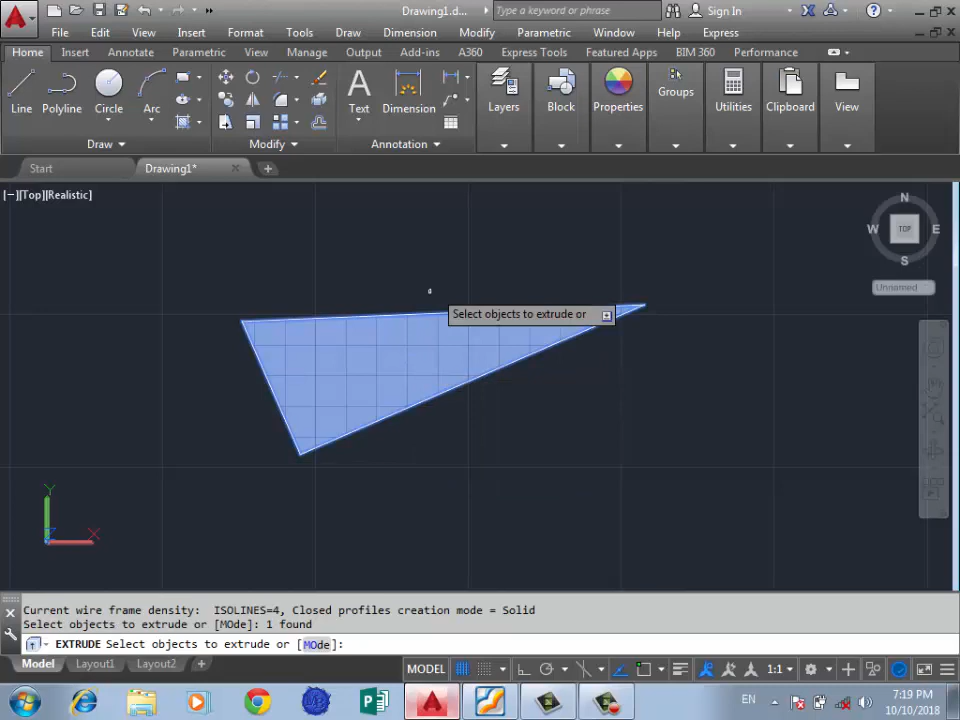 Drawing1.d...
Type a keyword or phrase
Sign In
File Edit View Insert Format Tools Draw Dimension Modify Parametric Window Help Express
Home Insert Annotate Parametric View Manage Output Add-ins A360 Express Tools Featured Apps BIM 360 Performance
Line Polyline Circle Arc Text Dimension Layers Block Properties Groups Utilities Clipboard View
Draw Modify Annotation
Start Drawing1*
[−][Top][Realistic]
N
W TOP E
S
Unnamed
Select objects to extrude or
Y
X
Current wire frame density: ISOLINES=4, Closed profiles creation mode = Solid
Select objects to extrude or [MOde]: 1 found
EXTRUDE Select objects to extrude or [MOde]:
Model Layout1 Layout2 +
MODEL 1:1
EN
7:19 PM
10/10/2018